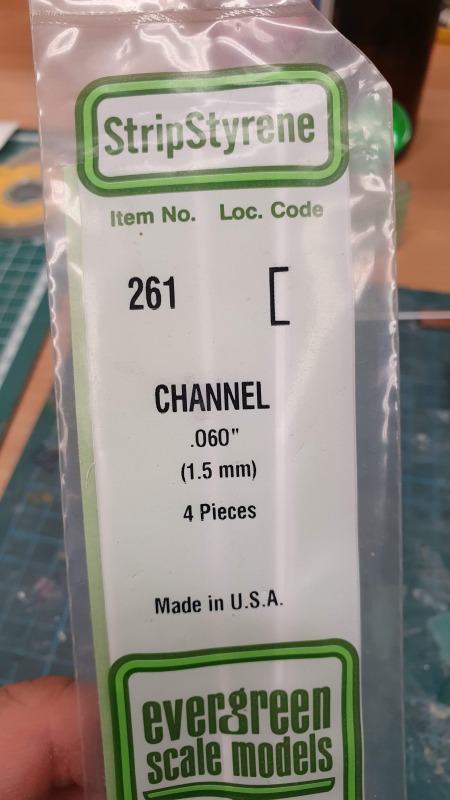 StripStyrene
Item No. Loc. Code
261
CHANNEL
.060"
(1.5 mm)
4 Pieces
Made in U.S.A.
evergreen
scale models